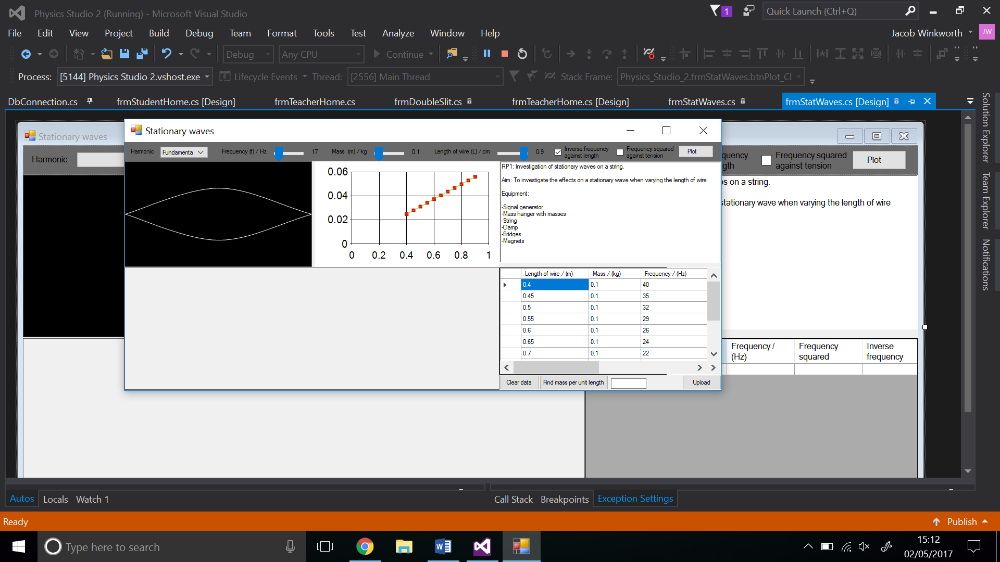 Physics Studio 2 (Running) - Microsoft Visual Studio
1
Quick Launch (Ctrl+Q)
File Edit View Project Build Debug Team Format Tools Test Analyze Window Help
Jacob Winkworth JW
Debug Any CPU Continue
Process: [5144] Physics Studio 2.vshost.exe Lifecycle Events Thread: [2556] Main Thread Stack Frame: Physics_Studio_2.frmStatWaves.btnPlot_Cl
DbConnection.cs frmStudentHome.cs [Design] frmTeacherHome.cs frmDoubleSlit.cs frmTeacherHome.cs [Design] frmStatWaves.cs frmStatWaves.cs [Design]
Solution Explorer
Team Explorer
Notifications
Stationary waves
Harmonic
Stationary waves
Harmonic Fundamenta Frequency (f) / Hz 17 Mass (m) / kg 0.1 Length of wire (L) / cm 0.9
Inverse frequency
against length
Frequency squared
against tension
Plot
0.06
0.04
0.02
0
0 0.2 0.4 0.6 0.8 1
RP1: Investigation of stationary waves on a string.
Aim: To investigate the effects on a stationary wave when varying the length of wire
Equipment:
-Signal generator
-Mass hanger with masses
-String
-Clamp
-Bridges
-Magnets
Length of wire / (m) Mass / (kg) Frequency / (Hz)
0.4 0.1 40
0.45 0.1 35
0.5 0.1 32
0.55 0.1 29
0.6 0.1 26
0.65 0.1 24
0.7 0.1 22
Clear data Find mass per unit length Upload
quency
gth
Frequency squared
against tension
Plot
es on a string.
stationary wave when varying the length of wire
Frequency /
(Hz)
Frequency
squared
Inverse
frequency
Autos Locals Watch 1
Call Stack Breakpoints Exception Settings
Ready
Publish
Type here to search
15:12
02/05/2017